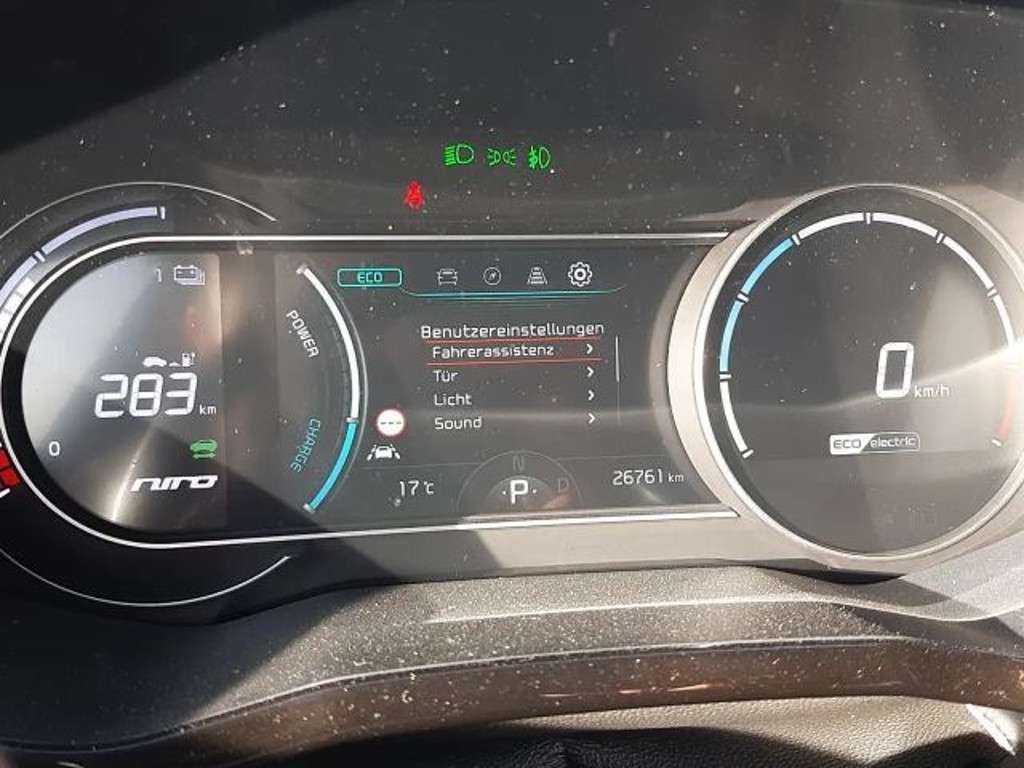 1
283 km
0
niro
POWER
CHARGE
ECO
Benutzereinstellungen
Fahrerassistenz
Tür
Licht
Sound
17 °C
N
P
D
26761 km
0 km/h
ECO electric